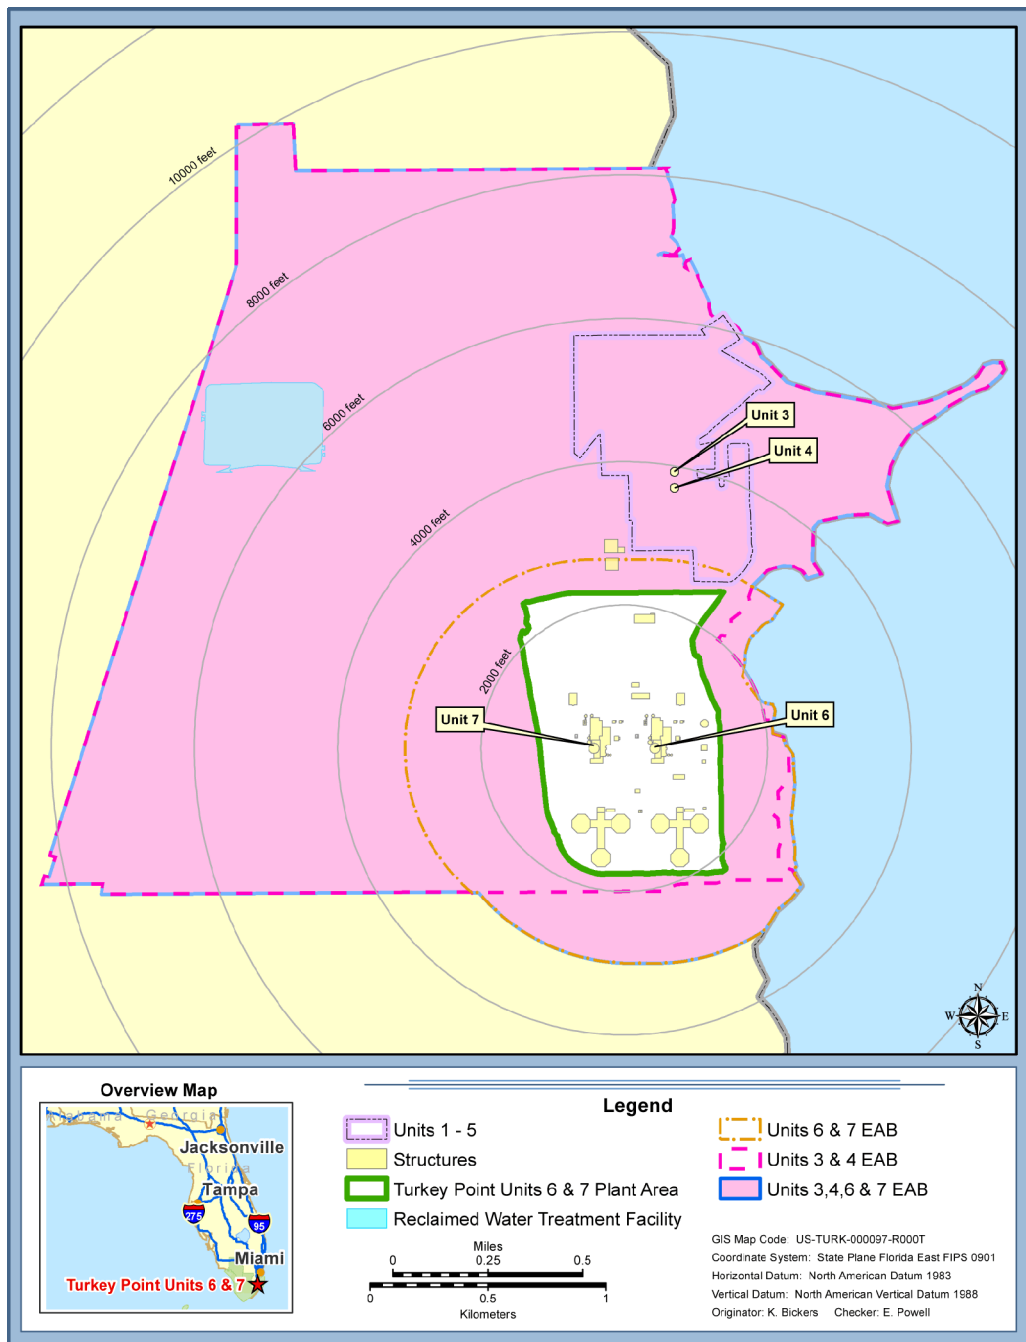 10000 feet
8000 feet
6000 feet
4000 feet
2000 feet
Unit 3
Unit 4
Unit 7
Unit 6
N
W E
S
Overview Map
Alabama Georgia
Jacksonville
Florida
Tampa
275
95
Miami
Turkey Point Units 6 & 7
Legend
Units 1 - 5
Structures
Turkey Point Units 6 & 7 Plant Area
Reclaimed Water Treatment Facility
Units 6 & 7 EAB
Units 3 & 4 EAB
Units 3,4,6 & 7 EAB
Miles
0 0.25 0.5
0 0.5 1
Kilometers
GIS Map Code: US-TURK-000097-R000T
Coordinate System: State Plane Florida East FIPS 0901
Horizontal Datum: North American Datum 1983
Vertical Datum: North American Vertical Datum 1988
Originator: K. Bickers Checker: E. Powell